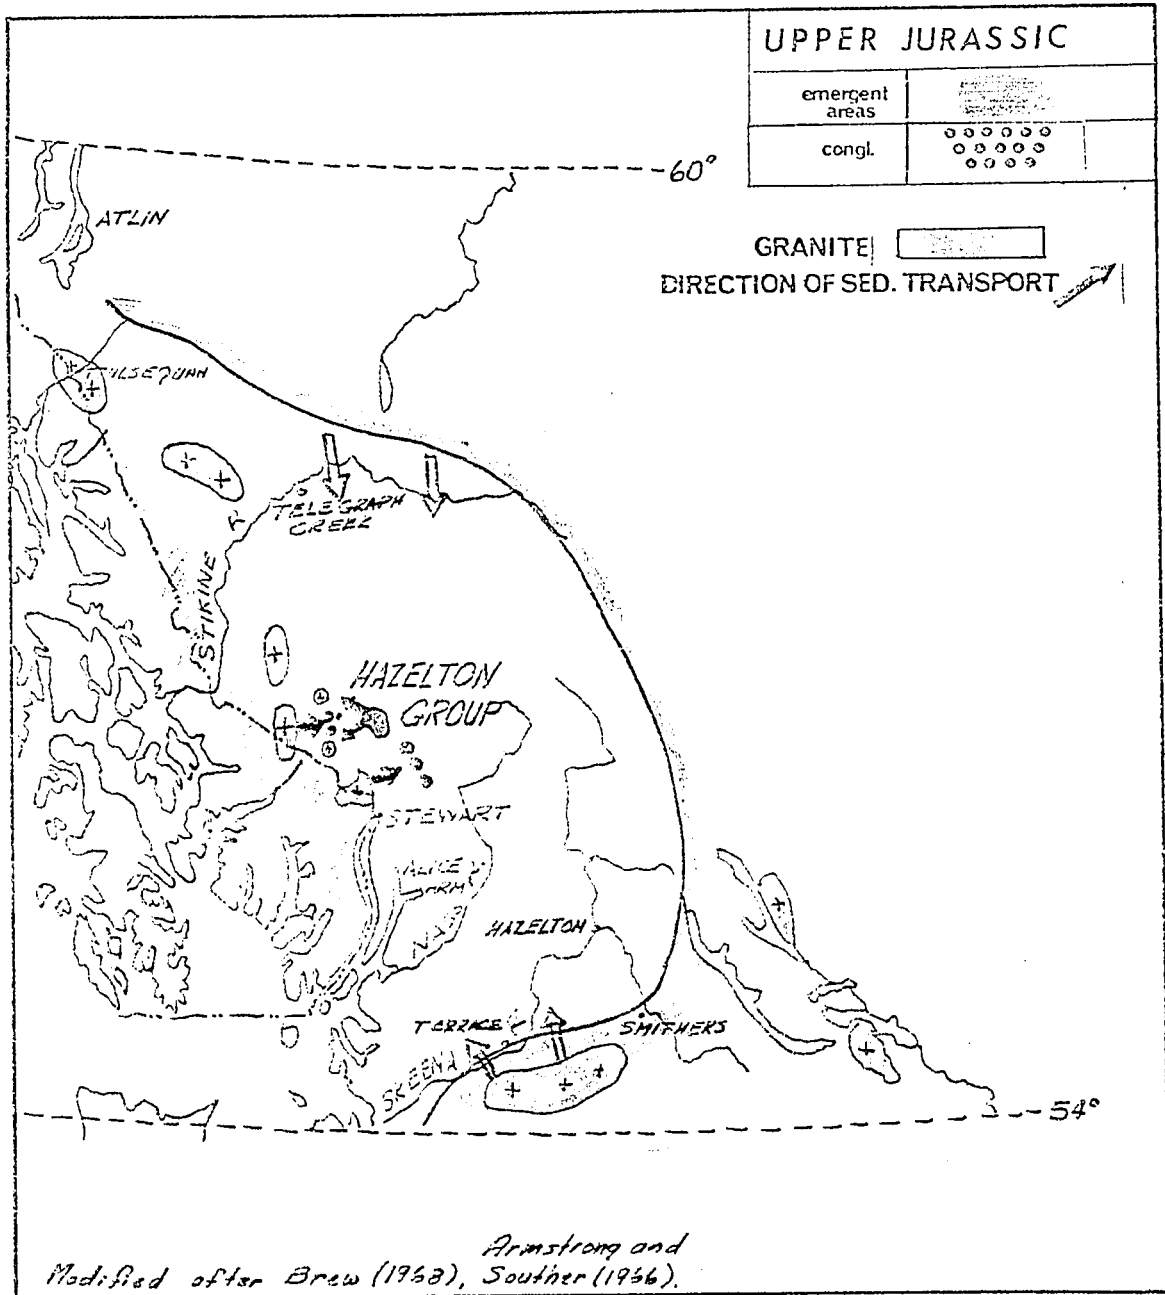 UPPER JURASSIC
emergent
areas
congl.
60°
ATLIN
GRANITE
DIRECTION OF SED. TRANSPORT
TULSEQUAH
TELEGRAPH
CREEK
STIKINE
HAZELTON
GROUP
STEWART
ALICE
ARM
NASS
HAZELTON
TERRACE
SMITHERS
SKEENA
54°
Armstrong and
Modified after Brew (1968), Souther (1966).